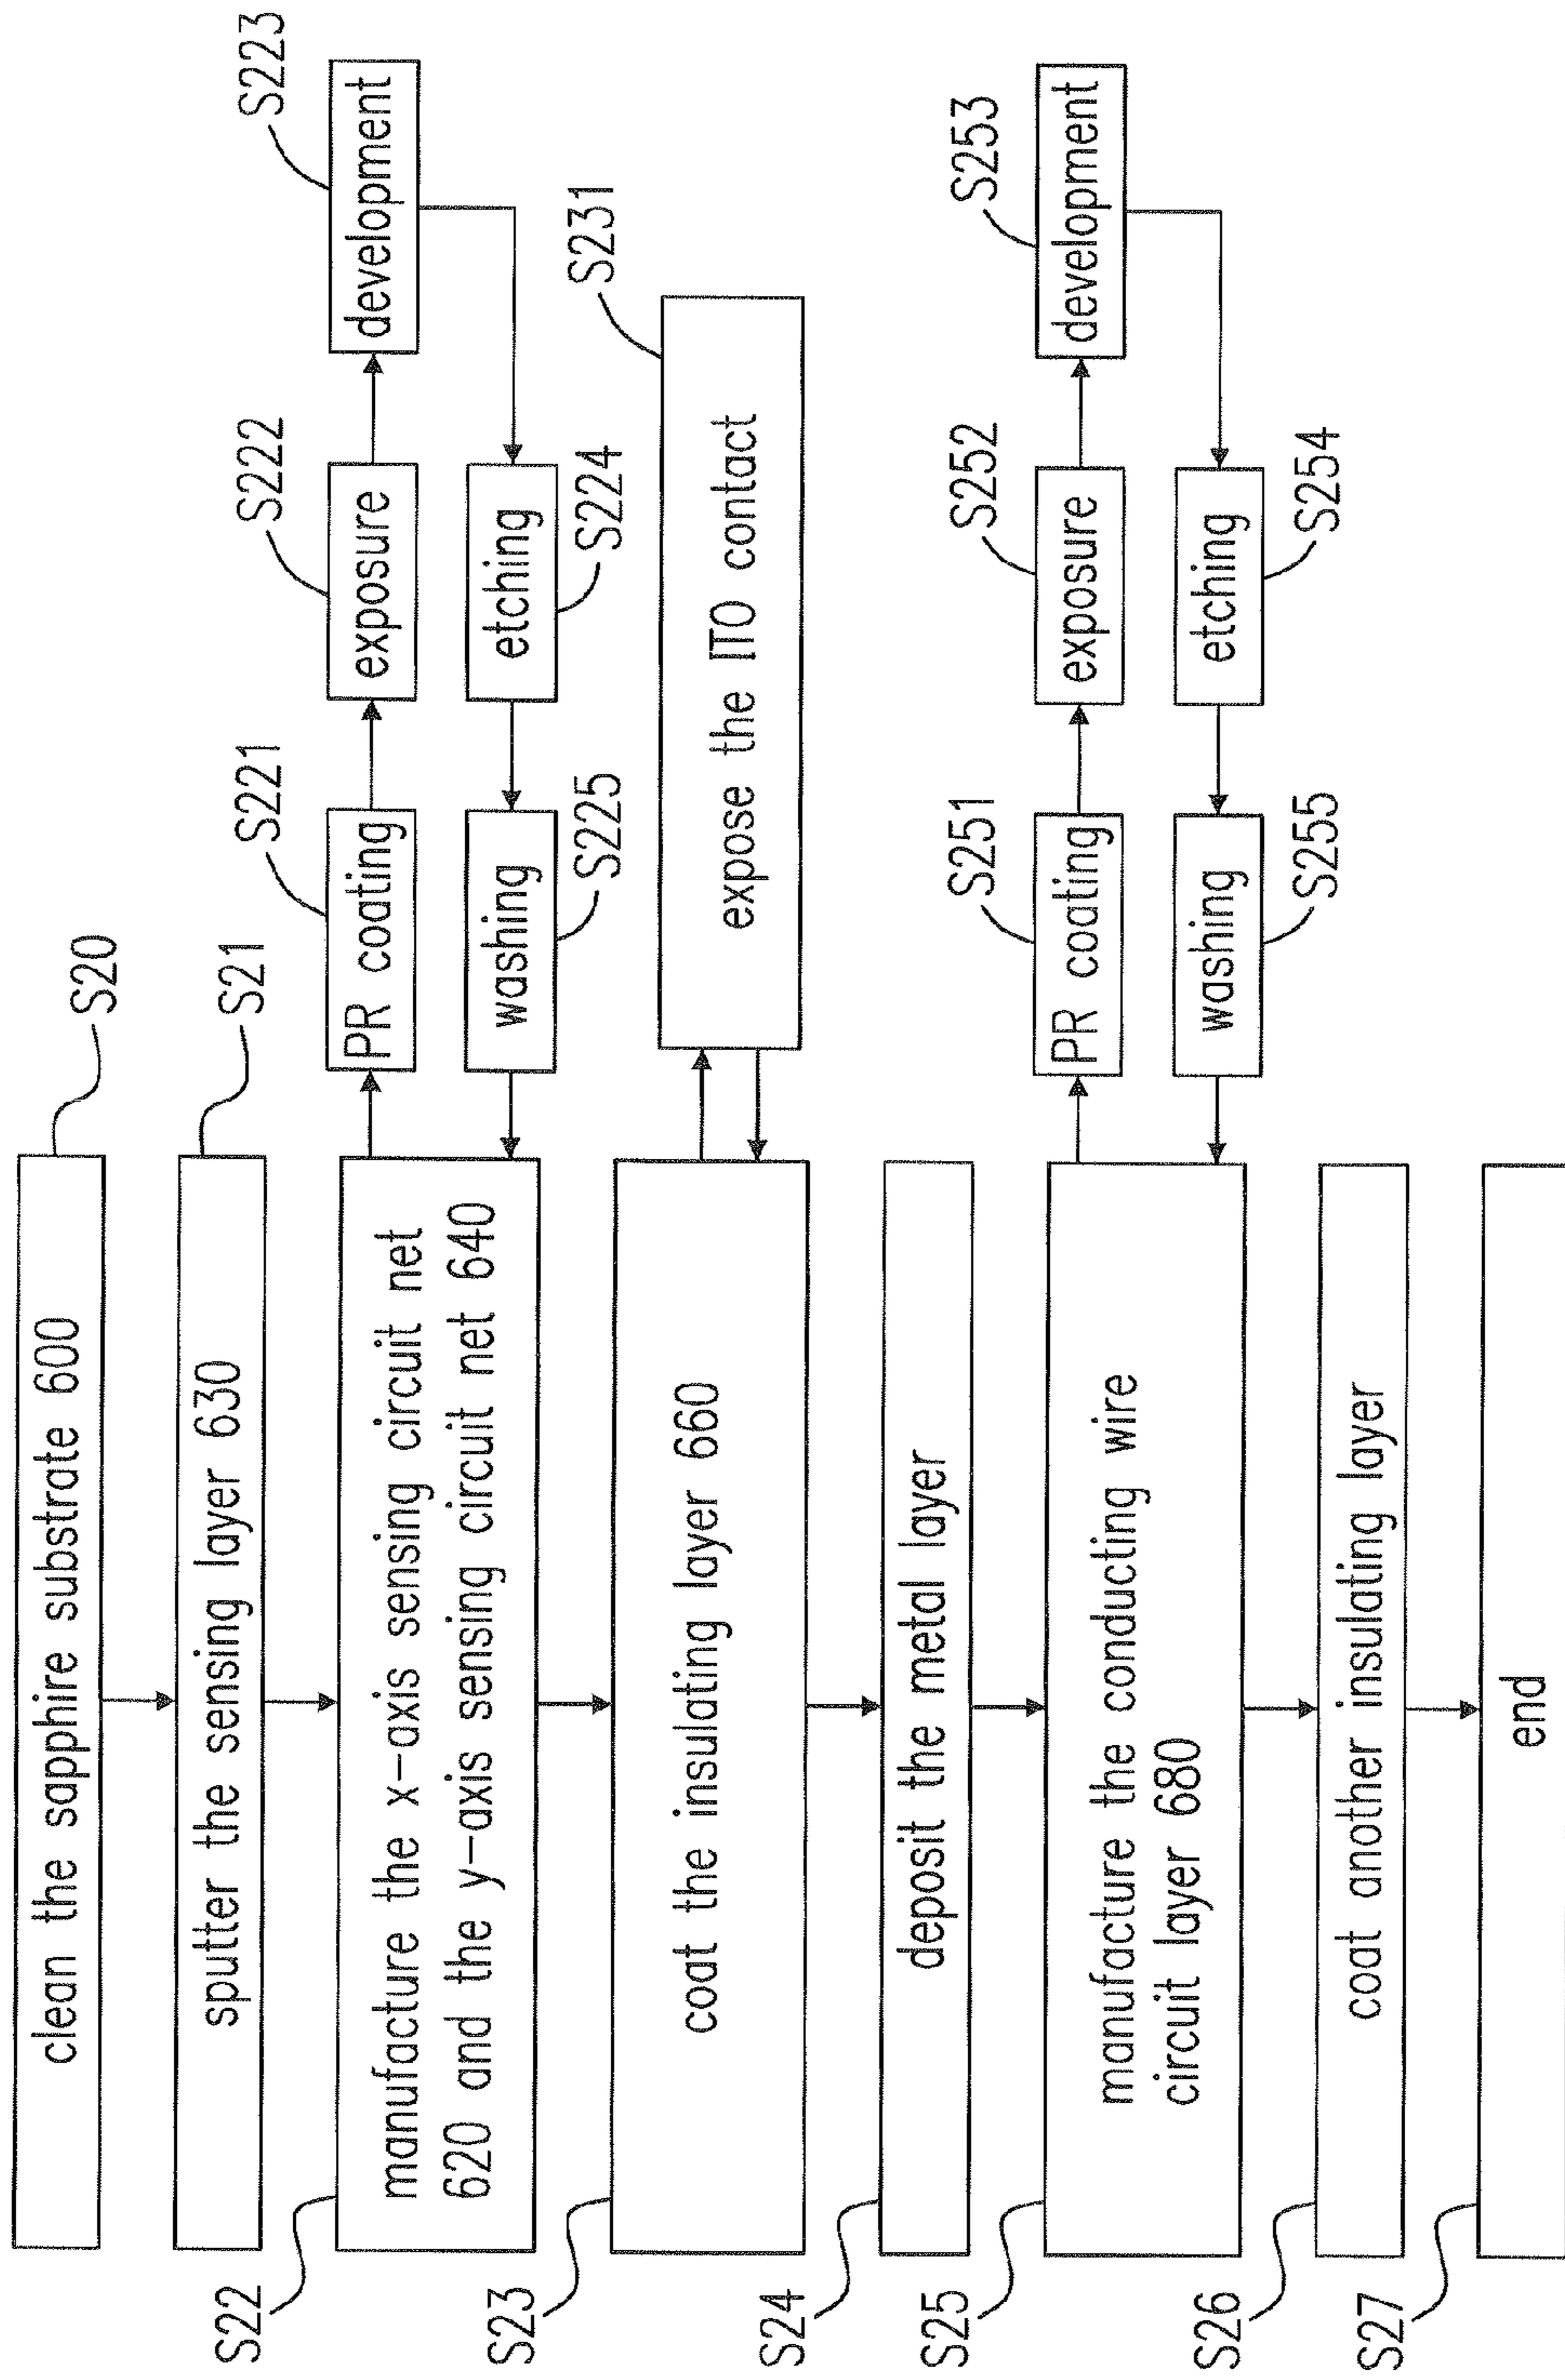 clean the sapphire substrate 600
S20
sputter the sensing layer 630
S21
S22
manufacture the x-axis sensing circuit net
620 and the y-axis sensing circuit net 640
PR coating
S221
exposure
S222
development
S223
etching
S224
washing
S225
S23
coat the insulating layer 660
expose the ITO contact
S231
S24
deposit the metal layer
S25
manufacture the conducting wire
circuit layer 680
PR coating
S251
exposure
S252
development
S253
etching
S254
washing
S255
S26
coat another insulating layer
S27
end